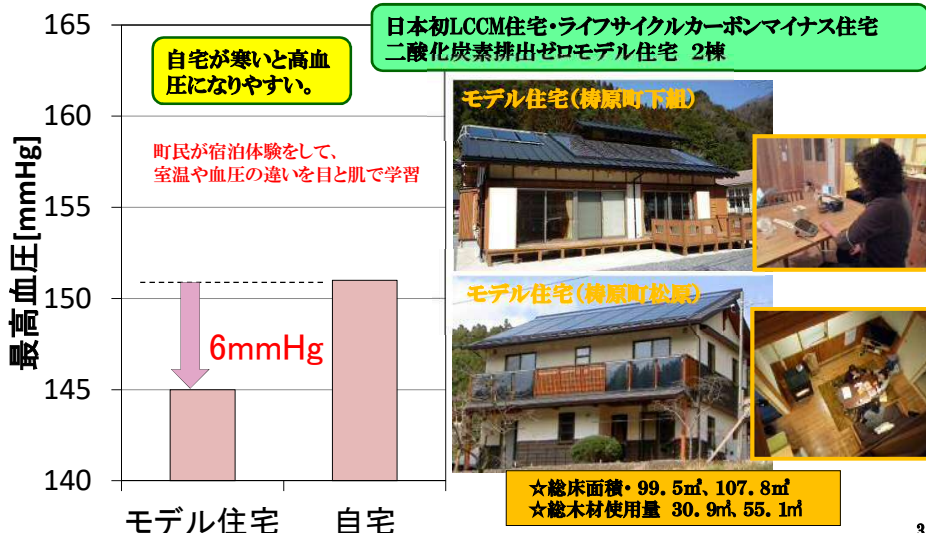 日本初LCCM住宅・ライフサイクルカーボンマイナス住宅
二酸化炭素排出ゼロモデル住宅 2棟
自宅が寒いと高血
圧になりやすい。
町民が宿泊体験をして、
室温や血圧の違いを目と肌で学習
最高血圧[mmHg]
165
160
155
150
145
140
6mmHg
モデル住宅
自宅
モデル住宅(梼原町下組)
モデル住宅(梼原町松原)
☆総床面積・99.5㎡、107.8㎡
☆総木材使用量 30.9㎥、55.1㎥
3